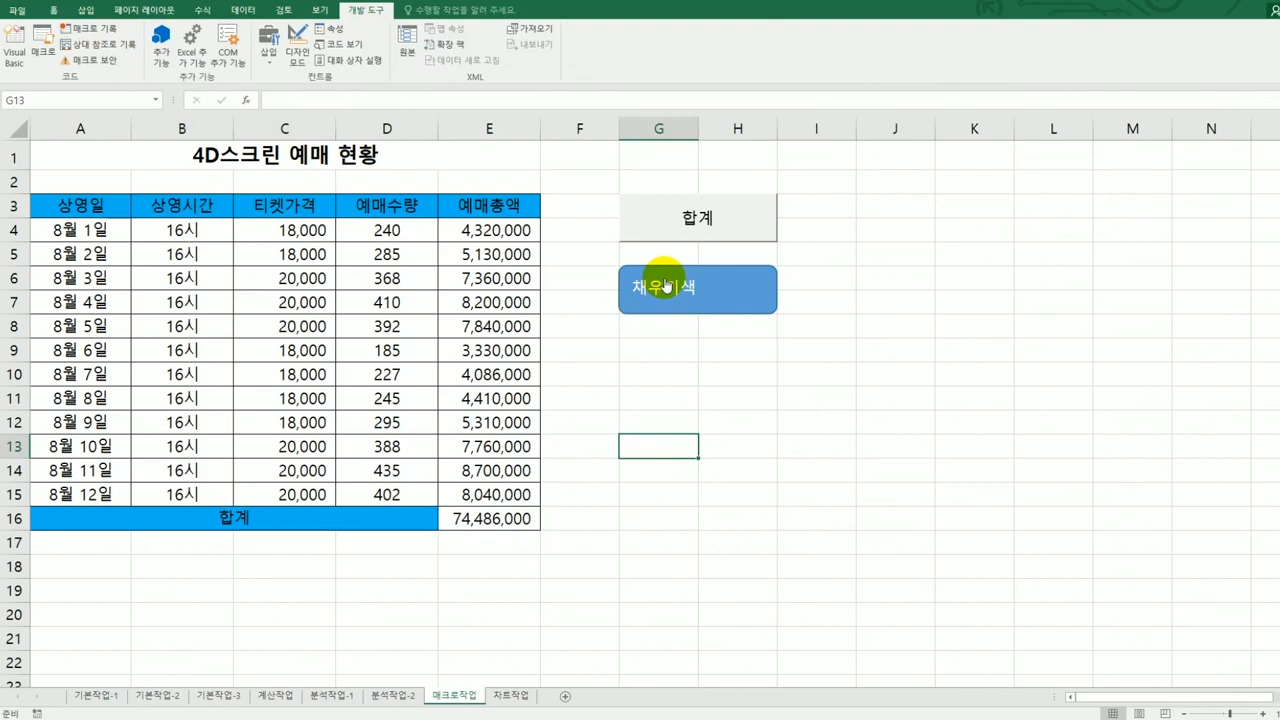 파일 홈 삽입 페이지 레이아웃 수식 데이터 검토 보기 개발 도구 수행할 작업을 알려 주세요.
Visual Basic
매크로
매크로 기록
상대 참조로 기록
매크로 보안
코드
추가 기능
Excel 추가 기능
COM 추가 기능
추가 기능
삽입
디자인 모드
속성
코드 보기
대화 상자 실행
컨트롤
원본
맵 속성
확장 팩
데이터 새로 고침
가져오기
내보내기
XML
G13
fx
A B C D E F G H I J K L M N
1 4D스크린 예매 현황
2
3 상영일 상영시간 티켓가격 예매수량 예매총액
4 8월 1일 16시 18,000 240 4,320,000
합계
5 8월 2일 16시 18,000 285 5,130,000
6 8월 3일 16시 20,000 368 7,360,000
채우기색
7 8월 4일 16시 20,000 410 8,200,000
8 8월 5일 16시 20,000 392 7,840,000
9 8월 6일 16시 18,000 185 3,330,000
10 8월 7일 16시 18,000 227 4,086,000
11 8월 8일 16시 18,000 245 4,410,000
12 8월 9일 16시 18,000 295 5,310,000
13 8월 10일 16시 20,000 388 7,760,000
14 8월 11일 16시 20,000 435 8,700,000
15 8월 12일 16시 20,000 402 8,040,000
16 합계 74,486,000
17
18
19
20
21
22
기본작업-1 기본작업-2 기본작업-3 계산작업 분석작업-1 분석작업-2 매크로작업 차트작업
준비